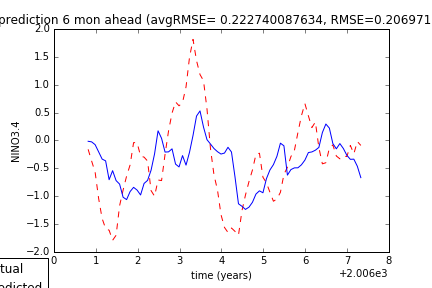 prediction 6 mon ahead (avgRMSE= 0.222740087634, RMSE=0.206971
2.0
1.5
1.0
0.5
0.0
−0.5
−1.0
−1.5
−2.0
NINO3.4
0 1 2 3 4 5 6 7 8
time (years)
+2.006e3
tual
edicted